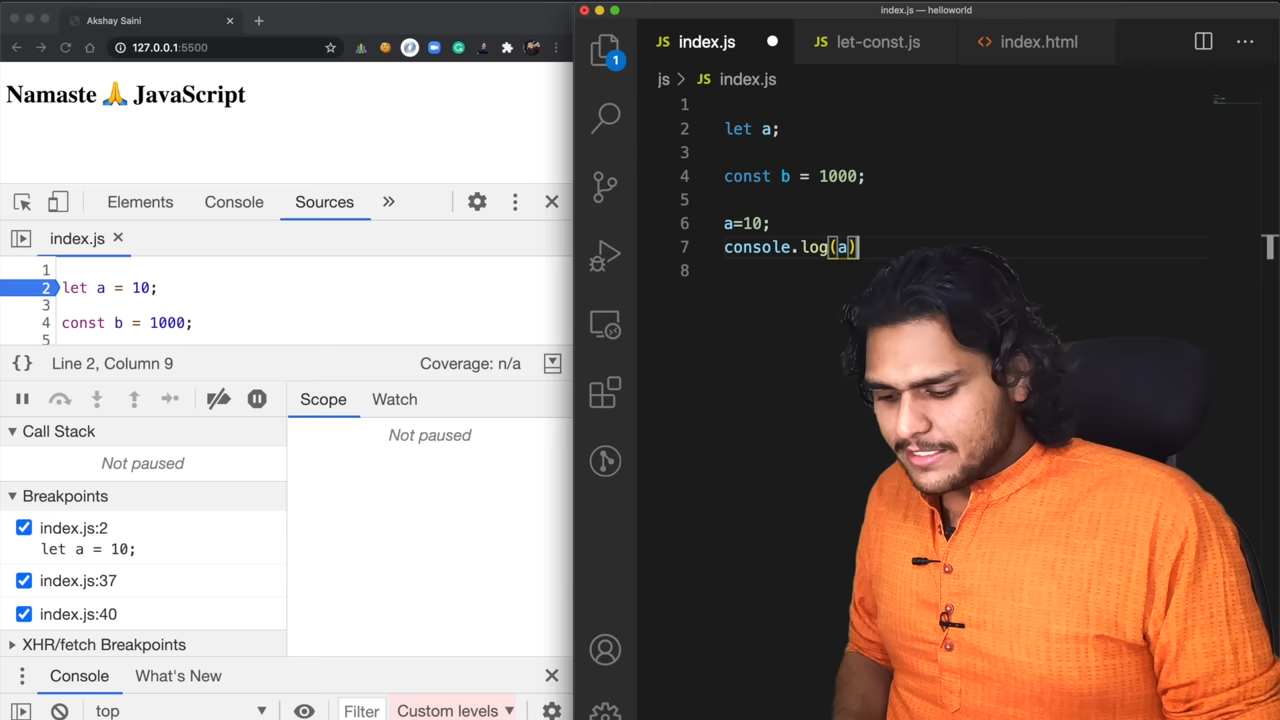 Akshay Saini
127.0.0.1:5500
Namaste 🙏 JavaScript
Elements Console Sources
index.js
1
2 let a = 10;
3
4 const b = 1000;
5
{} Line 2, Column 9 Coverage: n/a
Call Stack
Not paused
Breakpoints
index.js:2
let a = 10;
index.js:37
index.js:40
XHR/fetch Breakpoints
Scope Watch
Not paused
Console What's New
top Filter Custom levels
index.js — helloworld
JS index.js JS let-const.js <> index.html
js > JS index.js
1
1
2 let a;
3
4 const b = 1000;
5
6 a=10;
7 console.log(a)
8